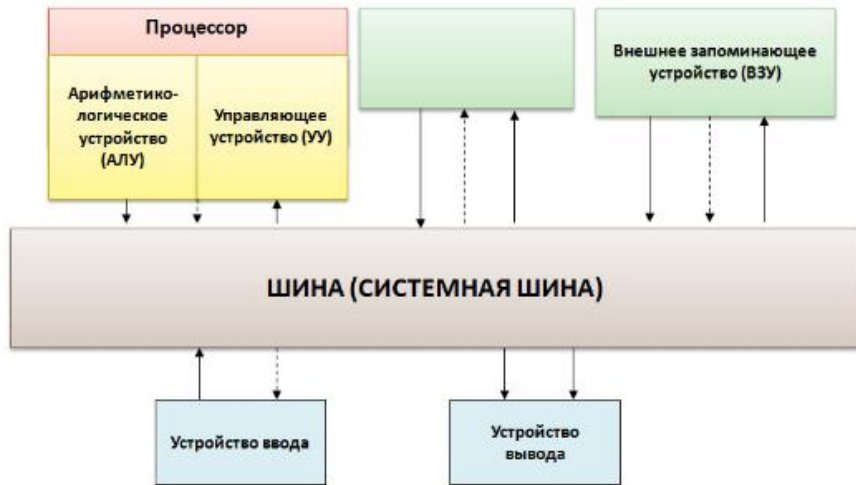 Процессор
Арифметико-
логическое
устройство
(АЛУ)
Управляющее
устройство (УУ)
Внешнее запоминающее
устройство (ВЗУ)
ШИНА (СИСТЕМНАЯ ШИНА)
Устройство ввода
Устройство
вывода